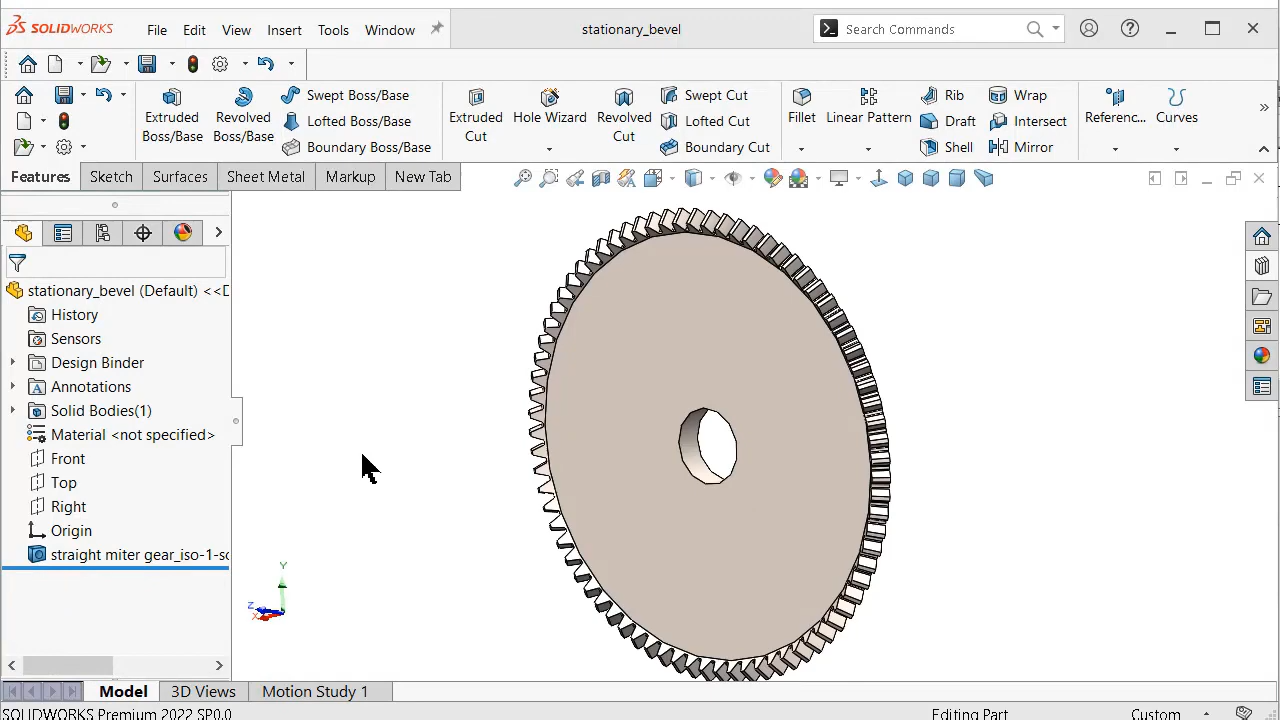 SOLIDWORKS File Edit View Insert Tools Window stationary_bevel Search Commands
Extruded Boss/Base
Revolved Boss/Base
Swept Boss/Base
Lofted Boss/Base
Boundary Boss/Base
Extruded Cut
Hole Wizard
Revolved Cut
Swept Cut
Lofted Cut
Boundary Cut
Fillet
Linear Pattern
Rib
Draft
Shell
Wrap
Intersect
Mirror
Referenc...
Curves
Features Sketch Surfaces Sheet Metal Markup New Tab
stationary_bevel (Default) <<D
History
Sensors
Design Binder
Annotations
Solid Bodies(1)
Material <not specified>
Front
Top
Right
Origin
straight miter gear_iso-1-so
Y
Z
X
Model 3D Views Motion Study 1
SOLIDWORKS Premium 2022 SP0.0 Editing Part Custom